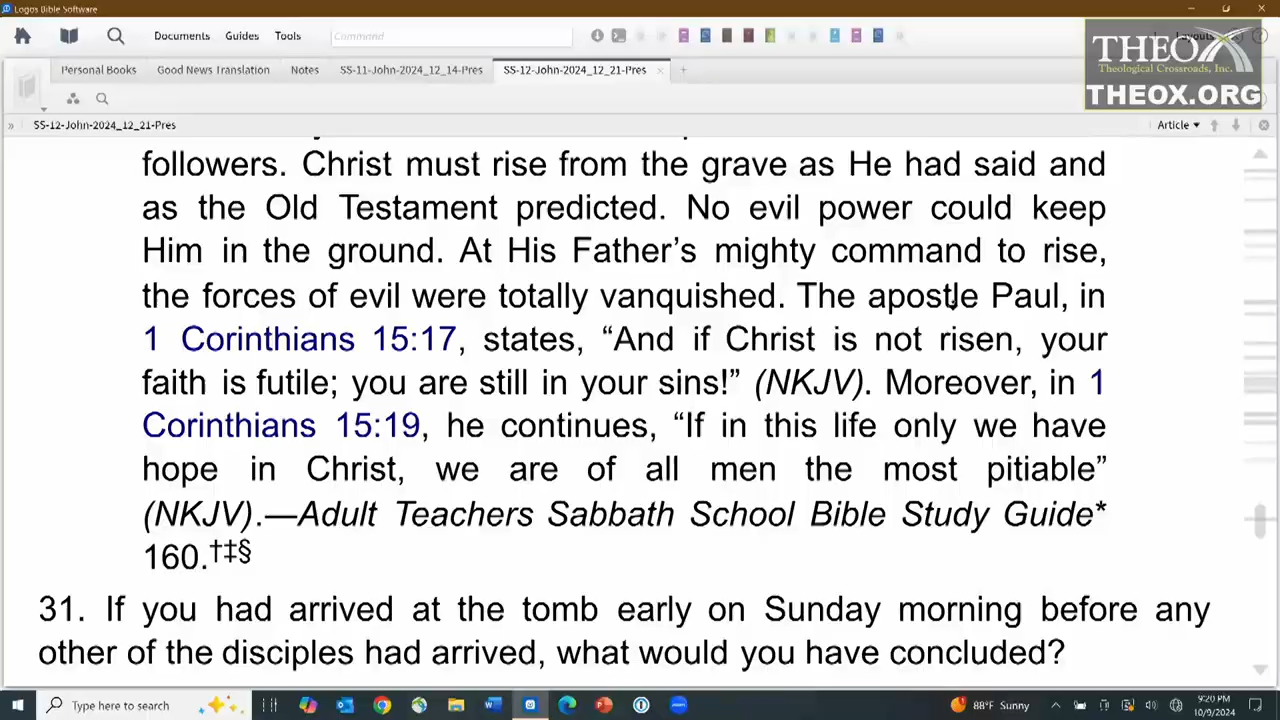 Logos Bible Software
Documents Guides Tools Command Layouts
THEOX
Theological Crossroads, Inc.
THEOX.ORG
Personal Books Good News Translation Notes SS-11-John-2024 SS-12-John-2024_12_21-Pres
SS-12-John-2024_12_21-Pres Article
followers. Christ must rise from the grave as He had said and
as the Old Testament predicted. No evil power could keep
Him in the ground. At His Father’s mighty command to rise,
the forces of evil were totally vanquished. The apostle Paul, in
1 Corinthians 15:17, states, “And if Christ is not risen, your
faith is futile; you are still in your sins!” (NKJV). Moreover, in 1
Corinthians 15:19, he continues, “If in this life only we have
hope in Christ, we are of all men the most pitiable”
(NKJV).—Adult Teachers Sabbath School Bible Study Guide*
160.†‡§
31. If you had arrived at the tomb early on Sunday morning before any
other of the disciples had arrived, what would you have concluded?
Type here to search 88°F Sunny 9:20 PM
10/9/2024